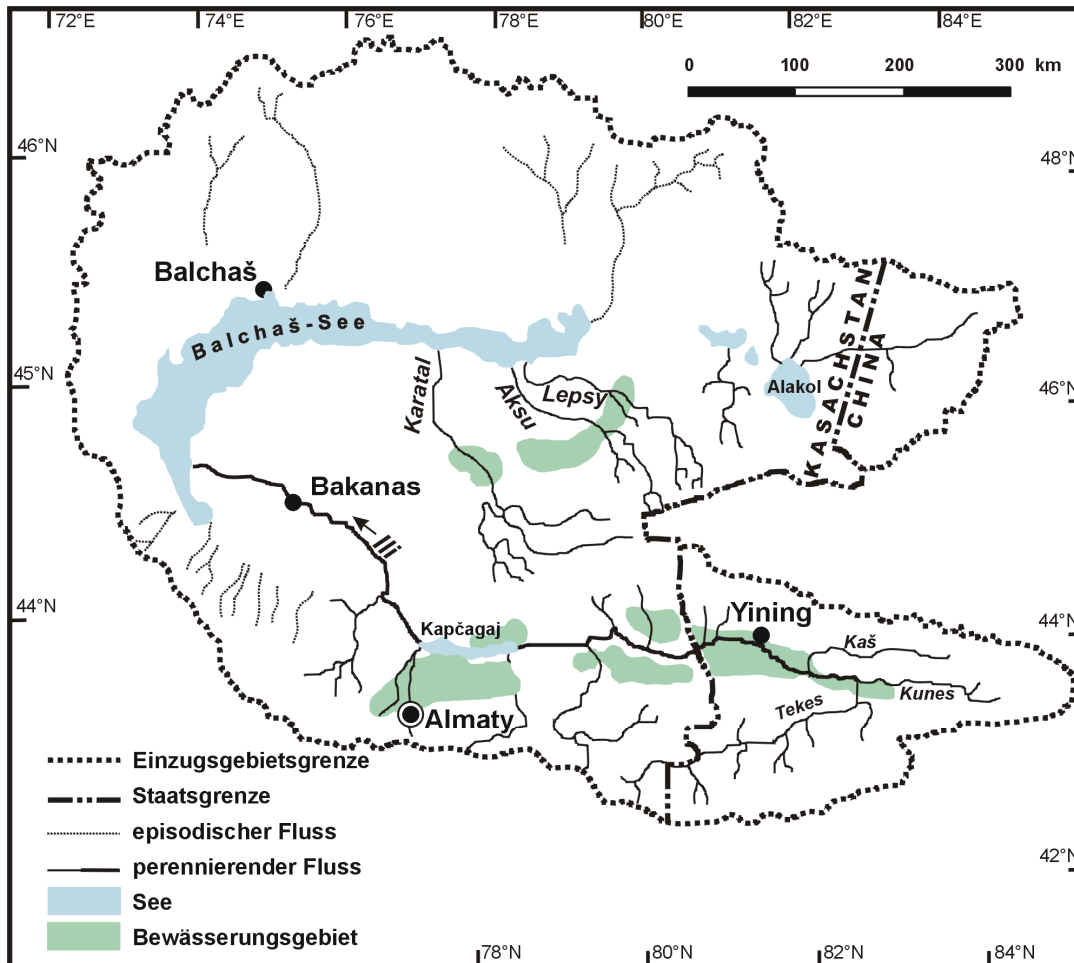 72°E 74°E 76°E 78°E 80°E 82°E 84°E
0 100 200 300 km
46°N 48°N
Balchaš
Balchaš-See
KASACHSTAN
CHINA
45°N 46°N
Alakol
Karatal
Aksu
Lepsy
Bakanas
Ili
44°N 44°N
Kapčagaj
Yining
Kaš
Kunes
Tekes
Almaty
Einzugsgebietsgrenze
Staatsgrenze
episodischer Fluss
perennierender Fluss
See
Bewässerungsgebiet
42°N
78°N 80°N 82°N 84°N